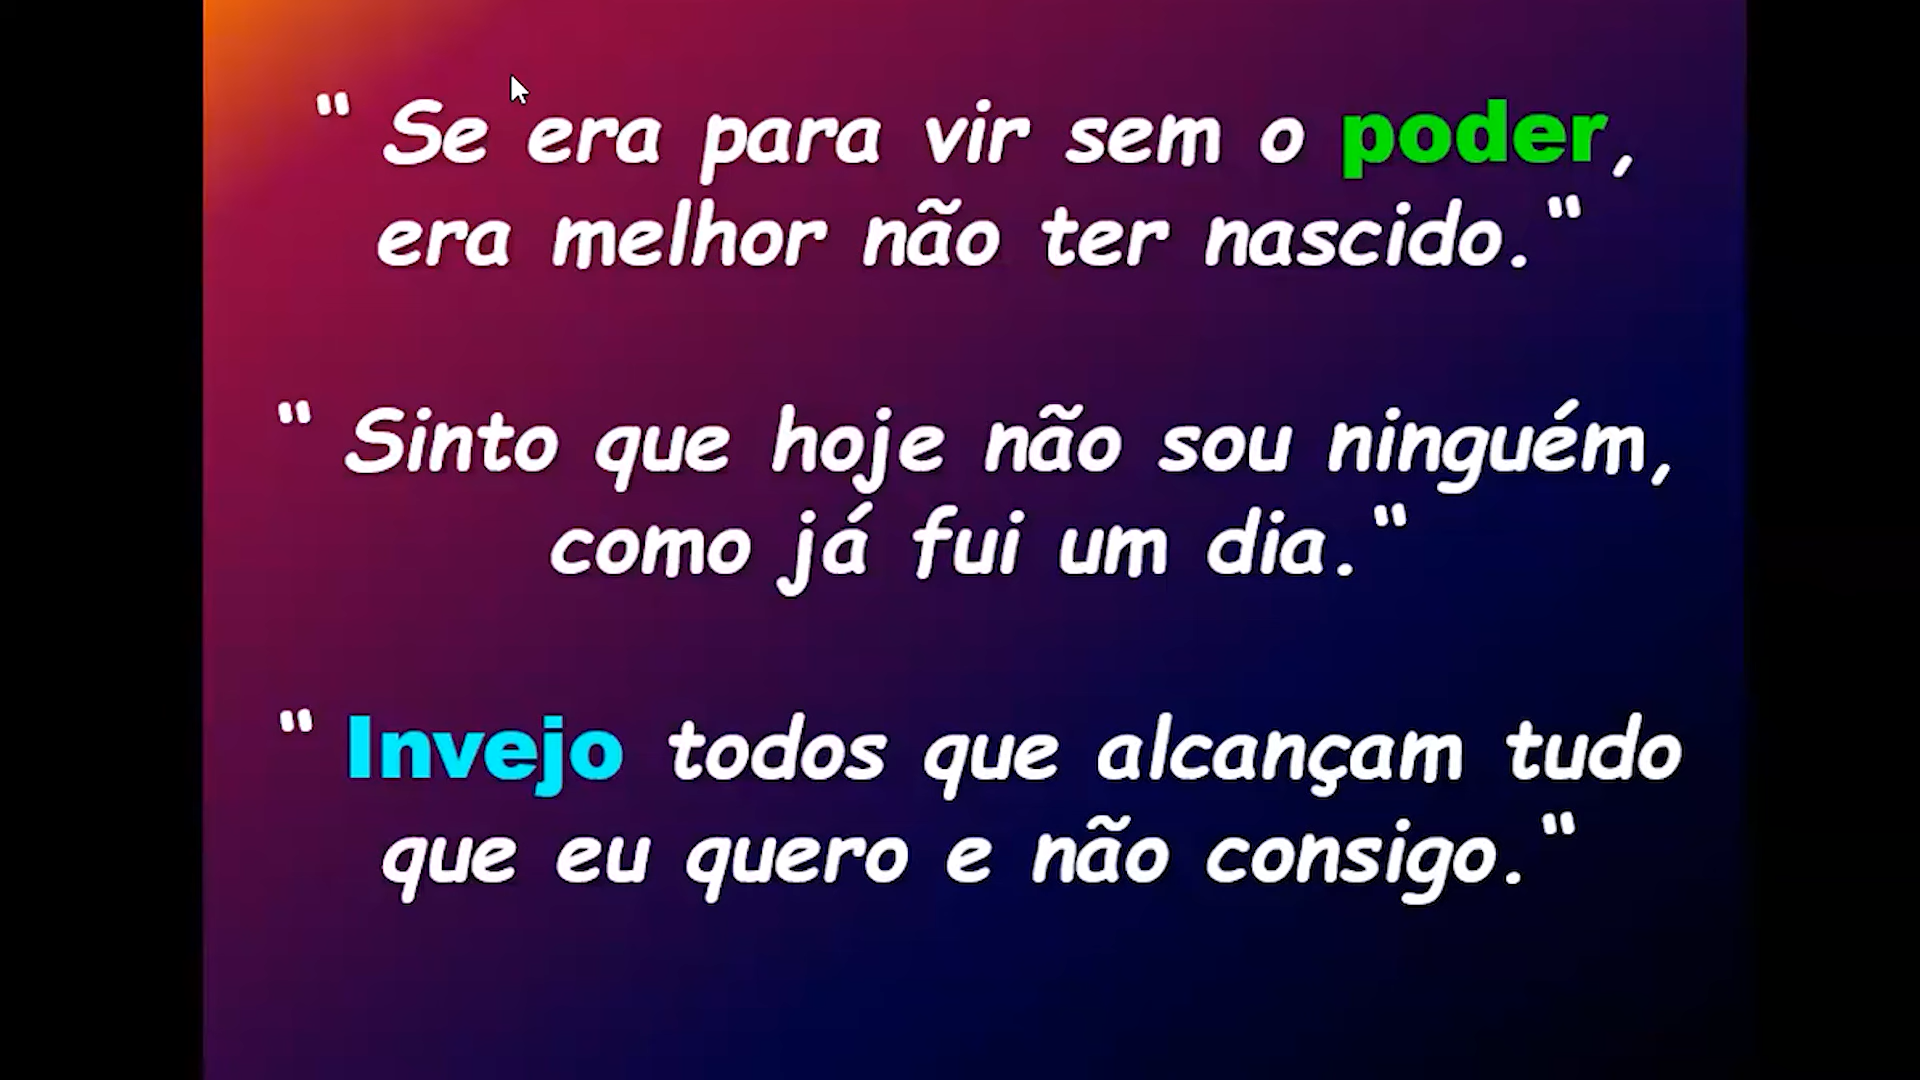 “ Se era para vir sem o poder,
era melhor não ter nascido.“
“ Sinto que hoje não sou ninguém,
como já fui um dia.“
“ Invejo todos que alcançam tudo
que eu quero e não consigo.“